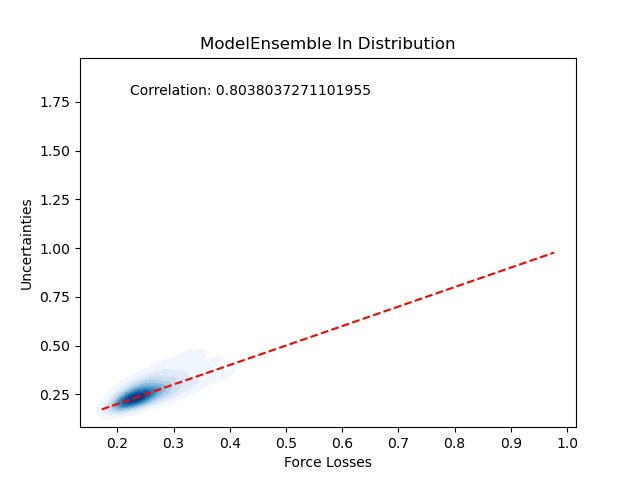 ModelEnsemble In Distribution
Correlation: 0.8038037271101955
Uncertainties
1.75
1.50
1.25
1.00
0.75
0.50
0.25
0.2 0.3 0.4 0.5 0.6 0.7 0.8 0.9 1.0
Force Losses